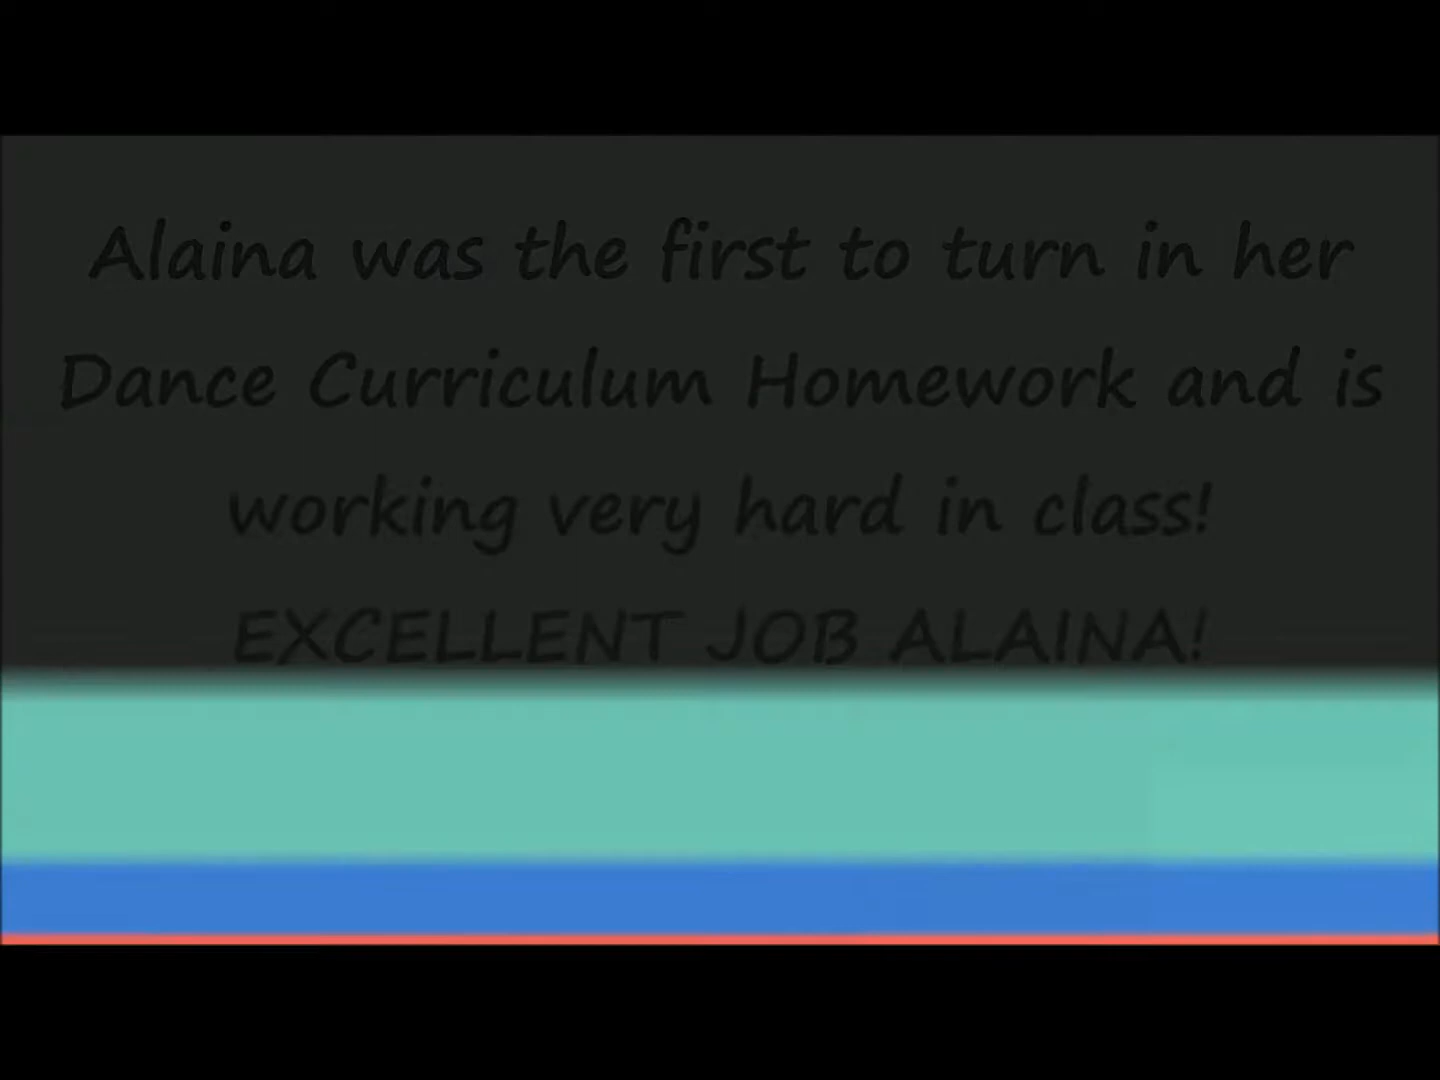 Alaina was the first to turn in her
Dance Curriculum Homework and is
working very hard in class!
EXCELLENT JOB ALAINA!